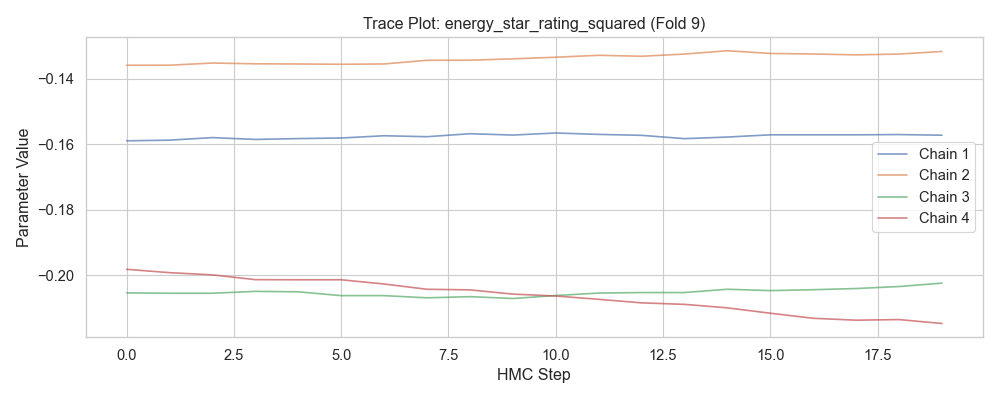 Trace Plot: energy_star_rating_squared (Fold 9)
Parameter Value
−0.14
−0.16
−0.18
−0.20
Chain 1
Chain 2
Chain 3
Chain 4
0.0 2.5 5.0 7.5 10.0 12.5 15.0 17.5
HMC Step